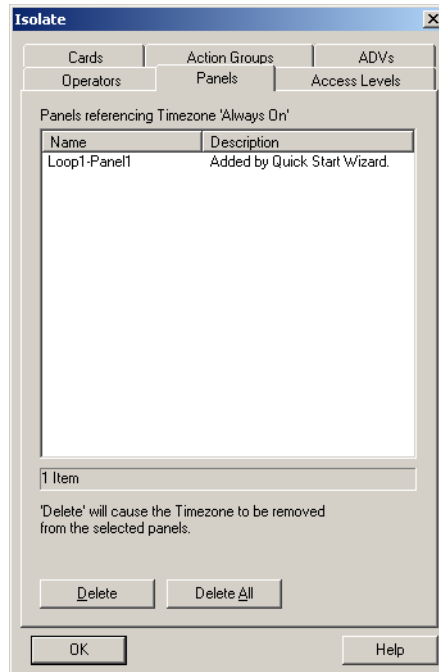 Isolate
Cards Action Groups ADVs
Operators Panels Access Levels
Panels referencing Timezone 'Always On'
Name Description
Loop1-Panel1 Added by Quick Start Wizard.
1 Item
'Delete' will cause the Timezone to be removed
from the selected panels.
Delete Delete All
OK Help